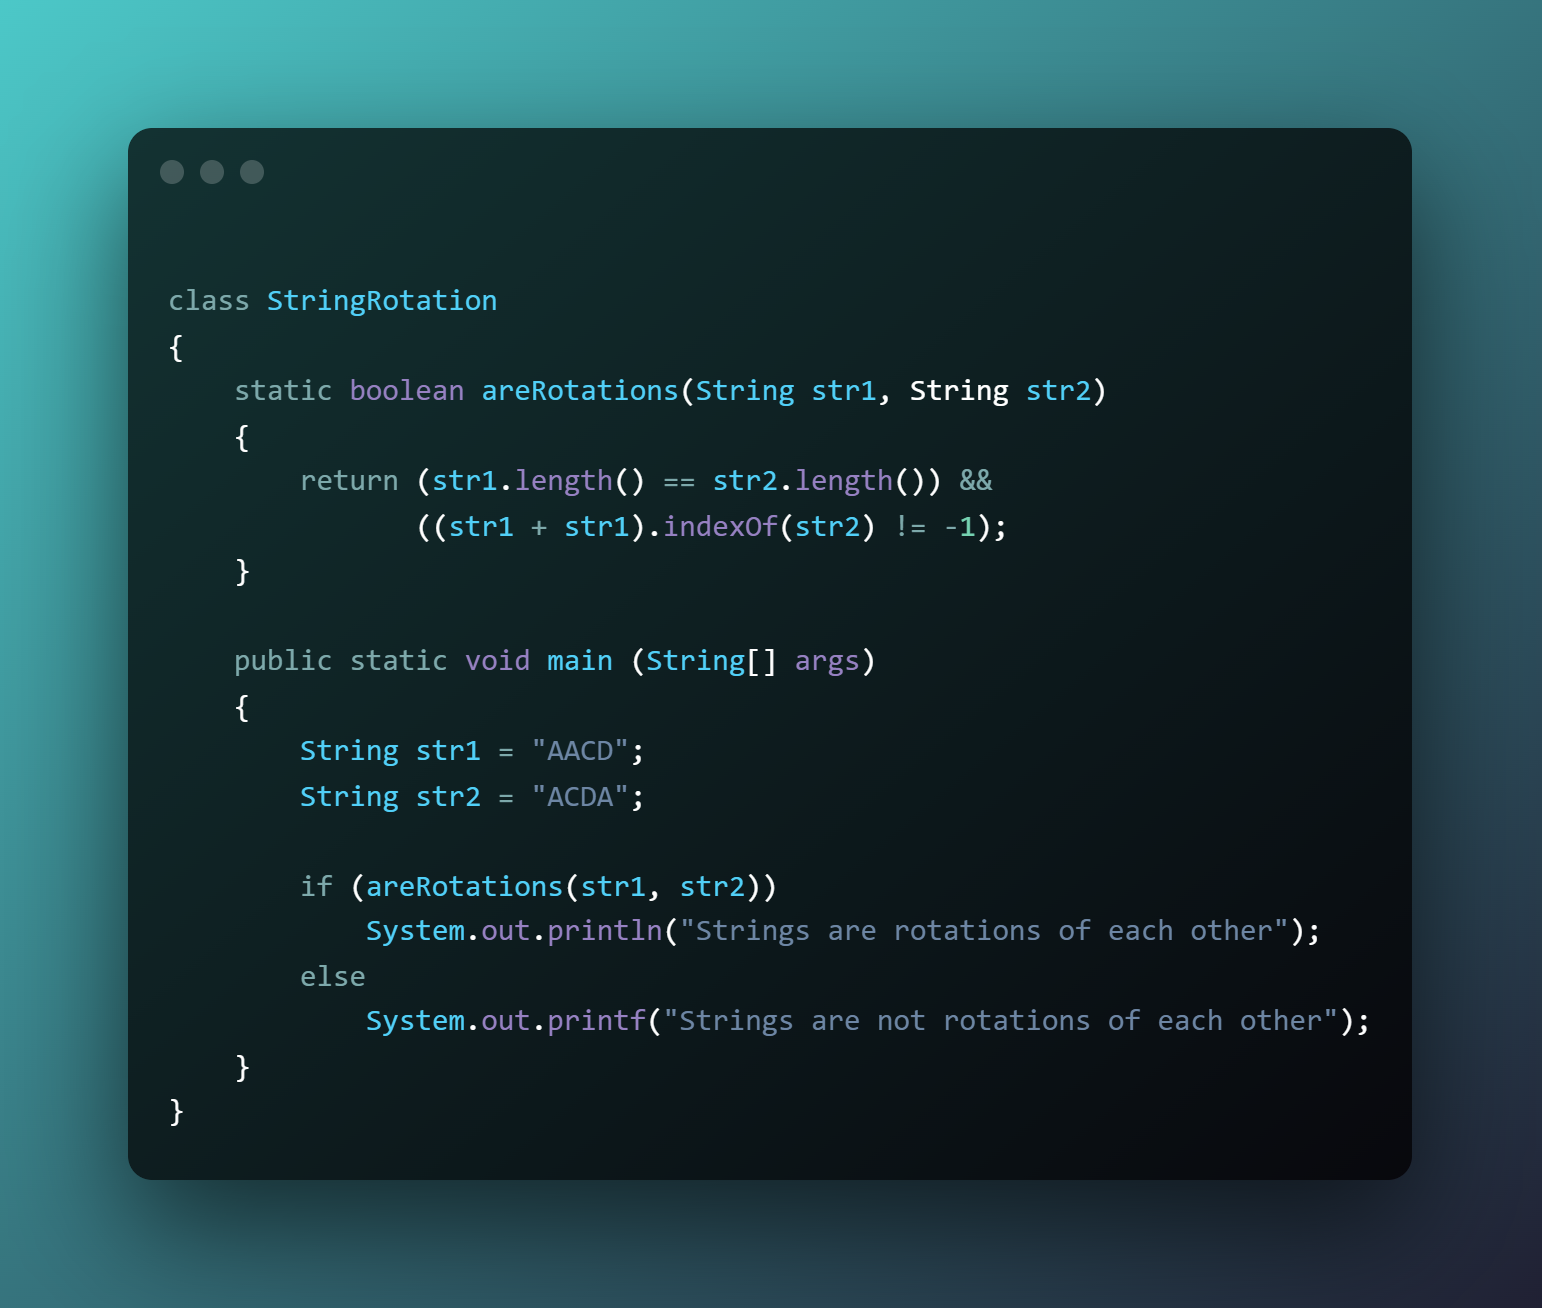 class StringRotation
{
    static boolean areRotations(String str1, String str2)
    {
        return (str1.length() == str2.length()) &&
               ((str1 + str1).indexOf(str2) != -1);
    }
    public static void main (String[] args)
    {
        String str1 = "AACD";
        String str2 = "ACDA";
        if (areRotations(str1, str2))
            System.out.println("Strings are rotations of each other");
        else
            System.out.printf("Strings are not rotations of each other");
    }
}